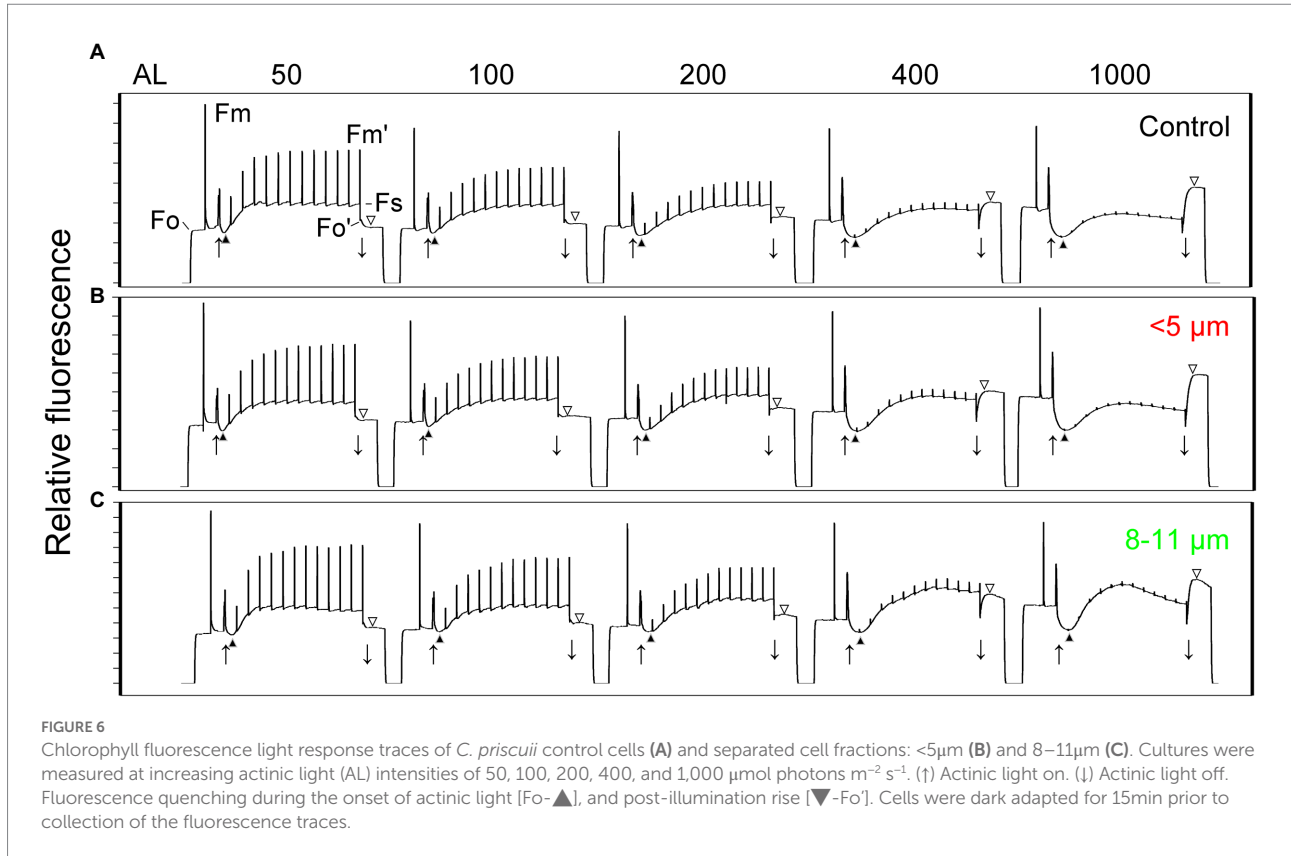 A
AL 50 100 200 400 1000
Fm
Fm'
Control
Fo
Fs
Fo'
Relative fluorescence
B
<5 µm
C
8-11 µm
FIGURE 6
Chlorophyll fluorescence light response traces of C. priscuii control cells (A) and separated cell fractions: <5µm (B) and 8–11µm (C). Cultures were
measured at increasing actinic light (AL) intensities of 50, 100, 200, 400, and 1,000 µmol photons m⁻² s⁻¹. (↑) Actinic light on. (↓) Actinic light off.
Fluorescence quenching during the onset of actinic light [Fo-▲], and post-illumination rise [▼-Fo’]. Cells were dark adapted for 15min prior to
collection of the fluorescence traces.